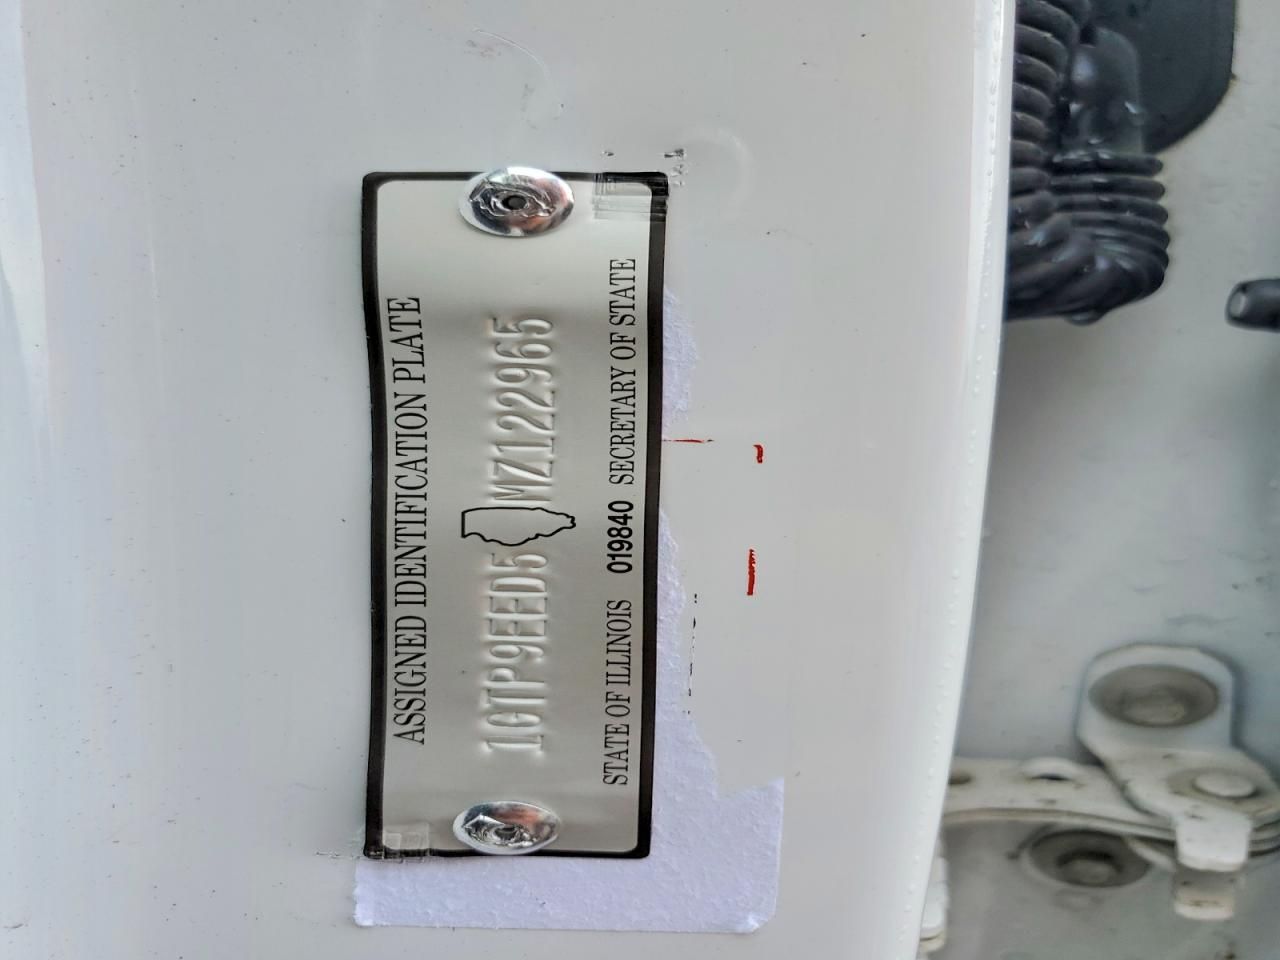 ASSIGNED IDENTIFICATION PLATE
1GTP9EED5 MZ122965
STATE OF ILLINOIS 019840 SECRETARY OF STATE